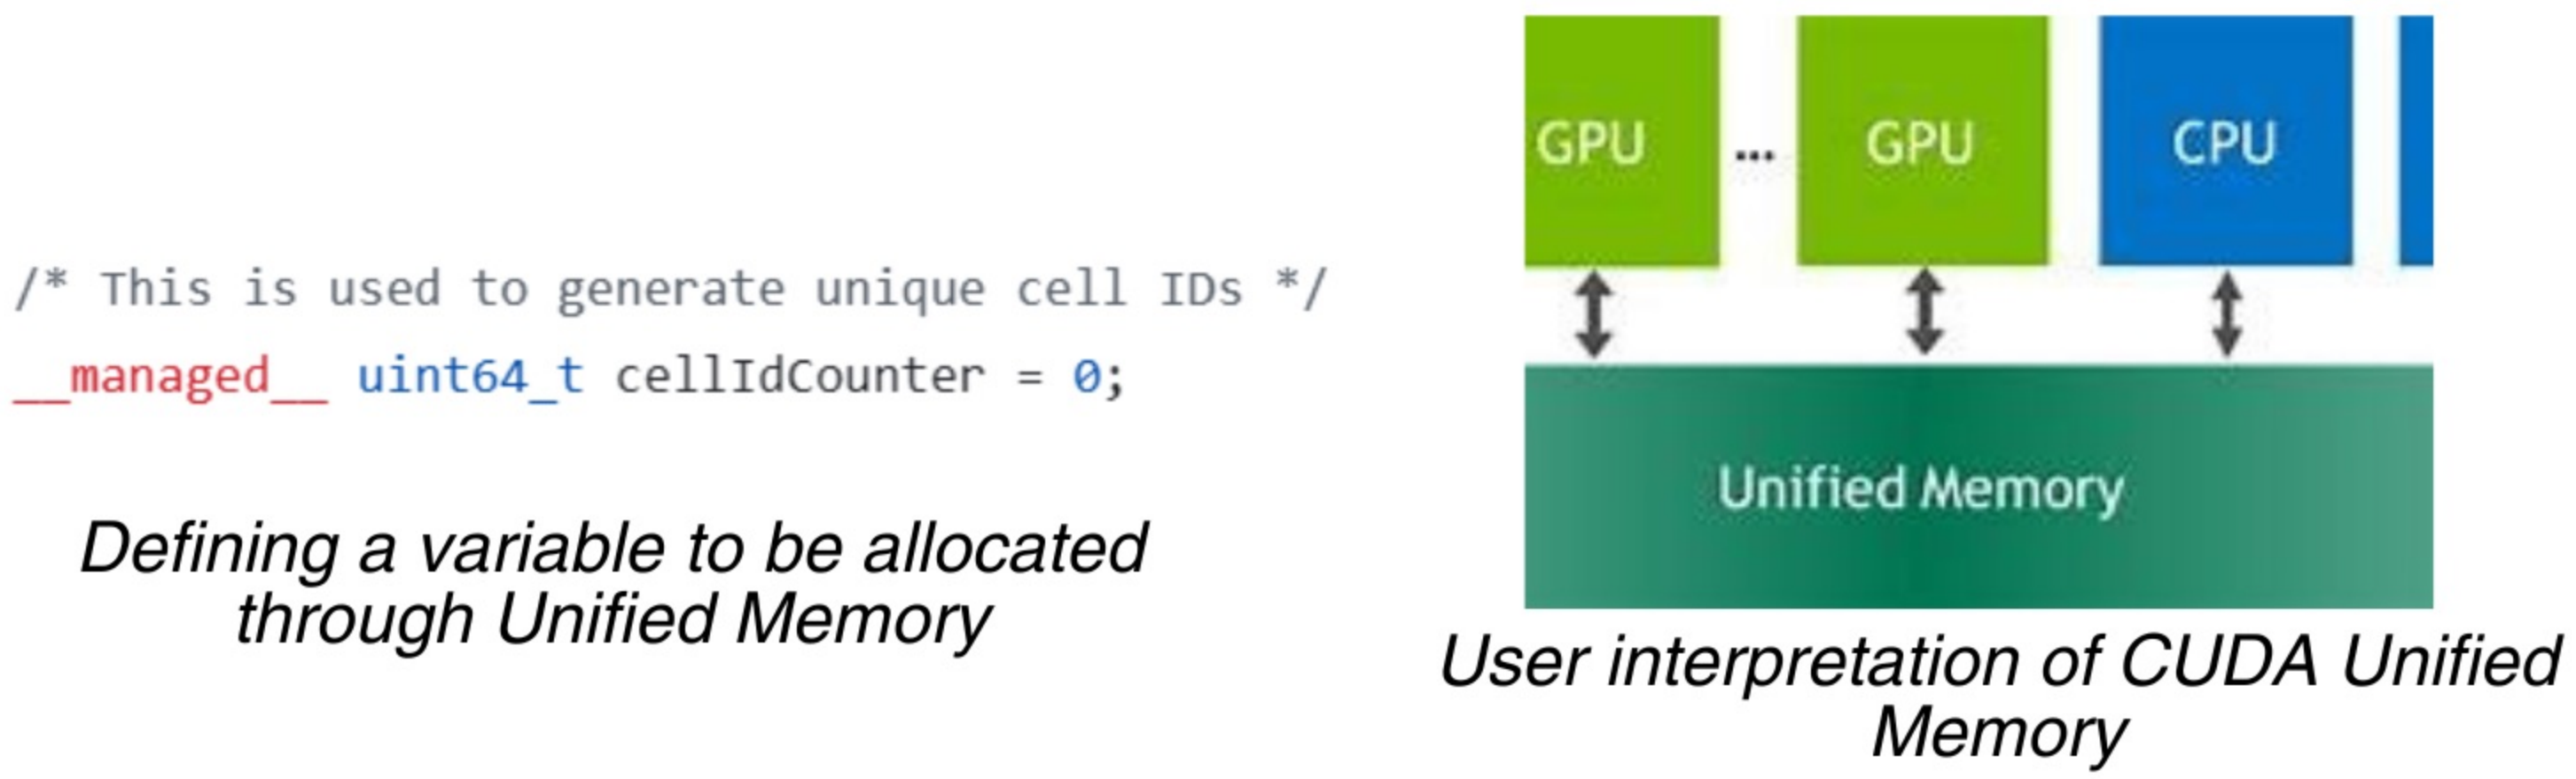 /* This is used to generate unique cell IDs */
__managed__ uint64_t cellIdCounter = 0;
Defining a variable to be allocated
through Unified Memory
GPU ... GPU CPU
Unified Memory
User interpretation of CUDA Unified
Memory